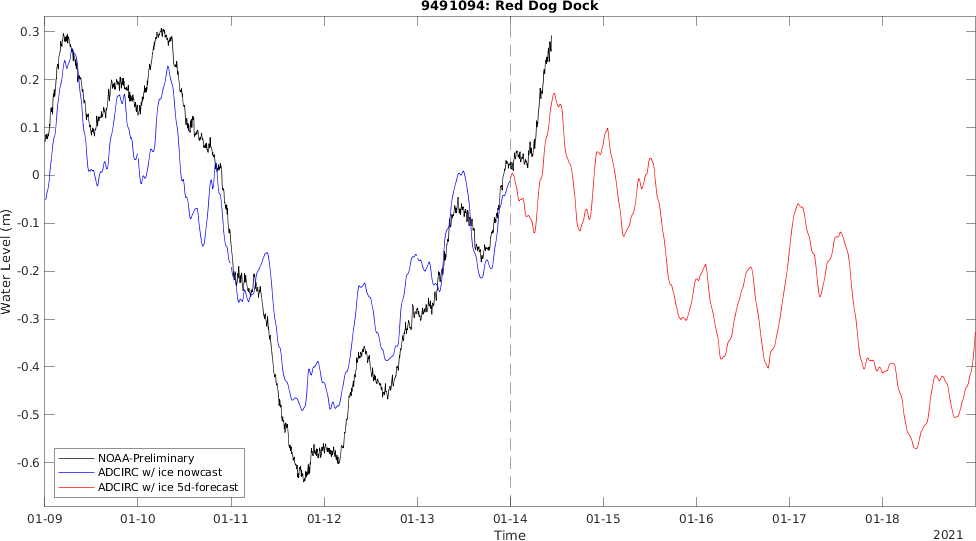 9491094: Red Dog Dock
0.3
0.2
0.1
0
-0.1
-0.2
-0.3
-0.4
-0.5
-0.6
Water Level (m)
NOAA-Preliminary
ADCIRC w/ ice nowcast
ADCIRC w/ ice 5d-forecast
01-09 01-10 01-11 01-12 01-13 01-14 01-15 01-16 01-17 01-18
Time
2021